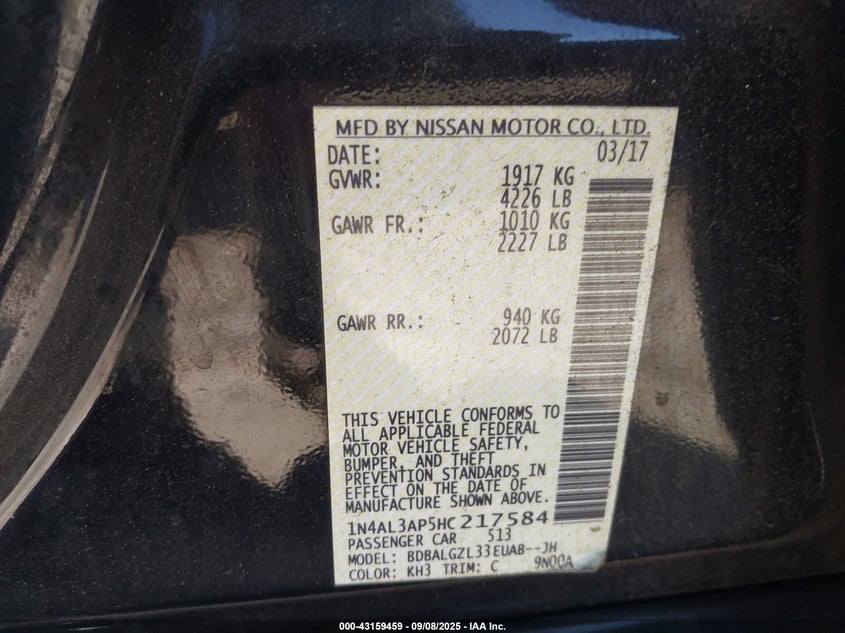 MFD BY NISSAN MOTOR CO., LTD.
DATE: 03/17
GVWR: 1917 KG
4226 LB
GAWR FR.: 1010 KG
2227 LB
GAWR RR.: 940 KG
2072 LB
THIS VEHICLE CONFORMS TO
ALL APPLICABLE FEDERAL
MOTOR VEHICLE SAFETY,
BUMPER, AND THEFT
PREVENTION STANDARDS IN
EFFECT ON THE DATE OF
MANUFACTURE SHOWN ABOVE.
1N4AL3AP5HC217584
PASSENGER CAR 513
MODEL: BDBALGZL33EUAB--JH
COLOR: KH3 TRIM: C 9N00A
000-43159459 - 09/08/2025 - IAA Inc.